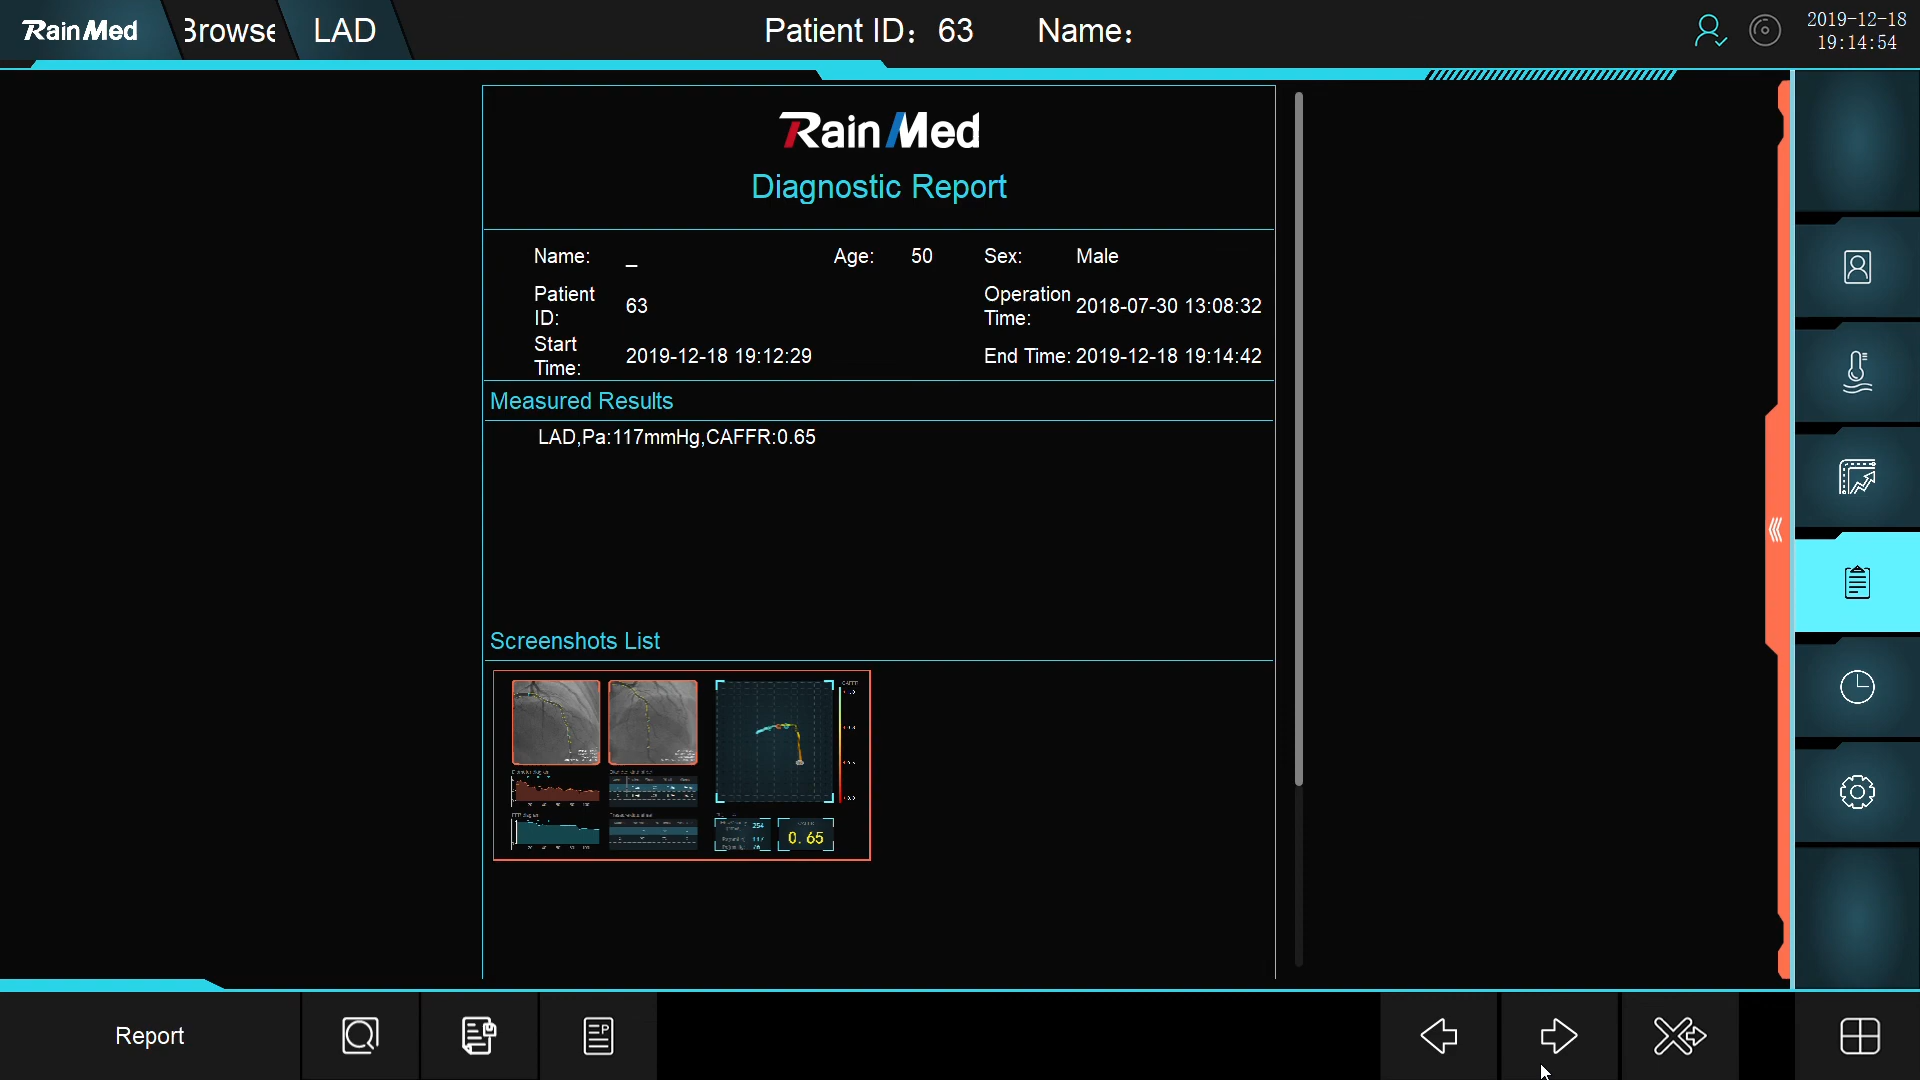 RainMed Browse LAD Patient ID: 63 Name: 2019-12-18
19:14:54
RainMed
Diagnostic Report
Name: _ Age: 50 Sex: Male
Patient ID: 63 Operation Time: 2018-07-30 13:08:32
Start Time: 2019-12-18 19:12:29 End Time: 2019-12-18 19:14:42
Measured Results
LAD,Pa:117mmHg,CAFFR:0.65
Screenshots List
CAFFR
254
117
0.65
Report